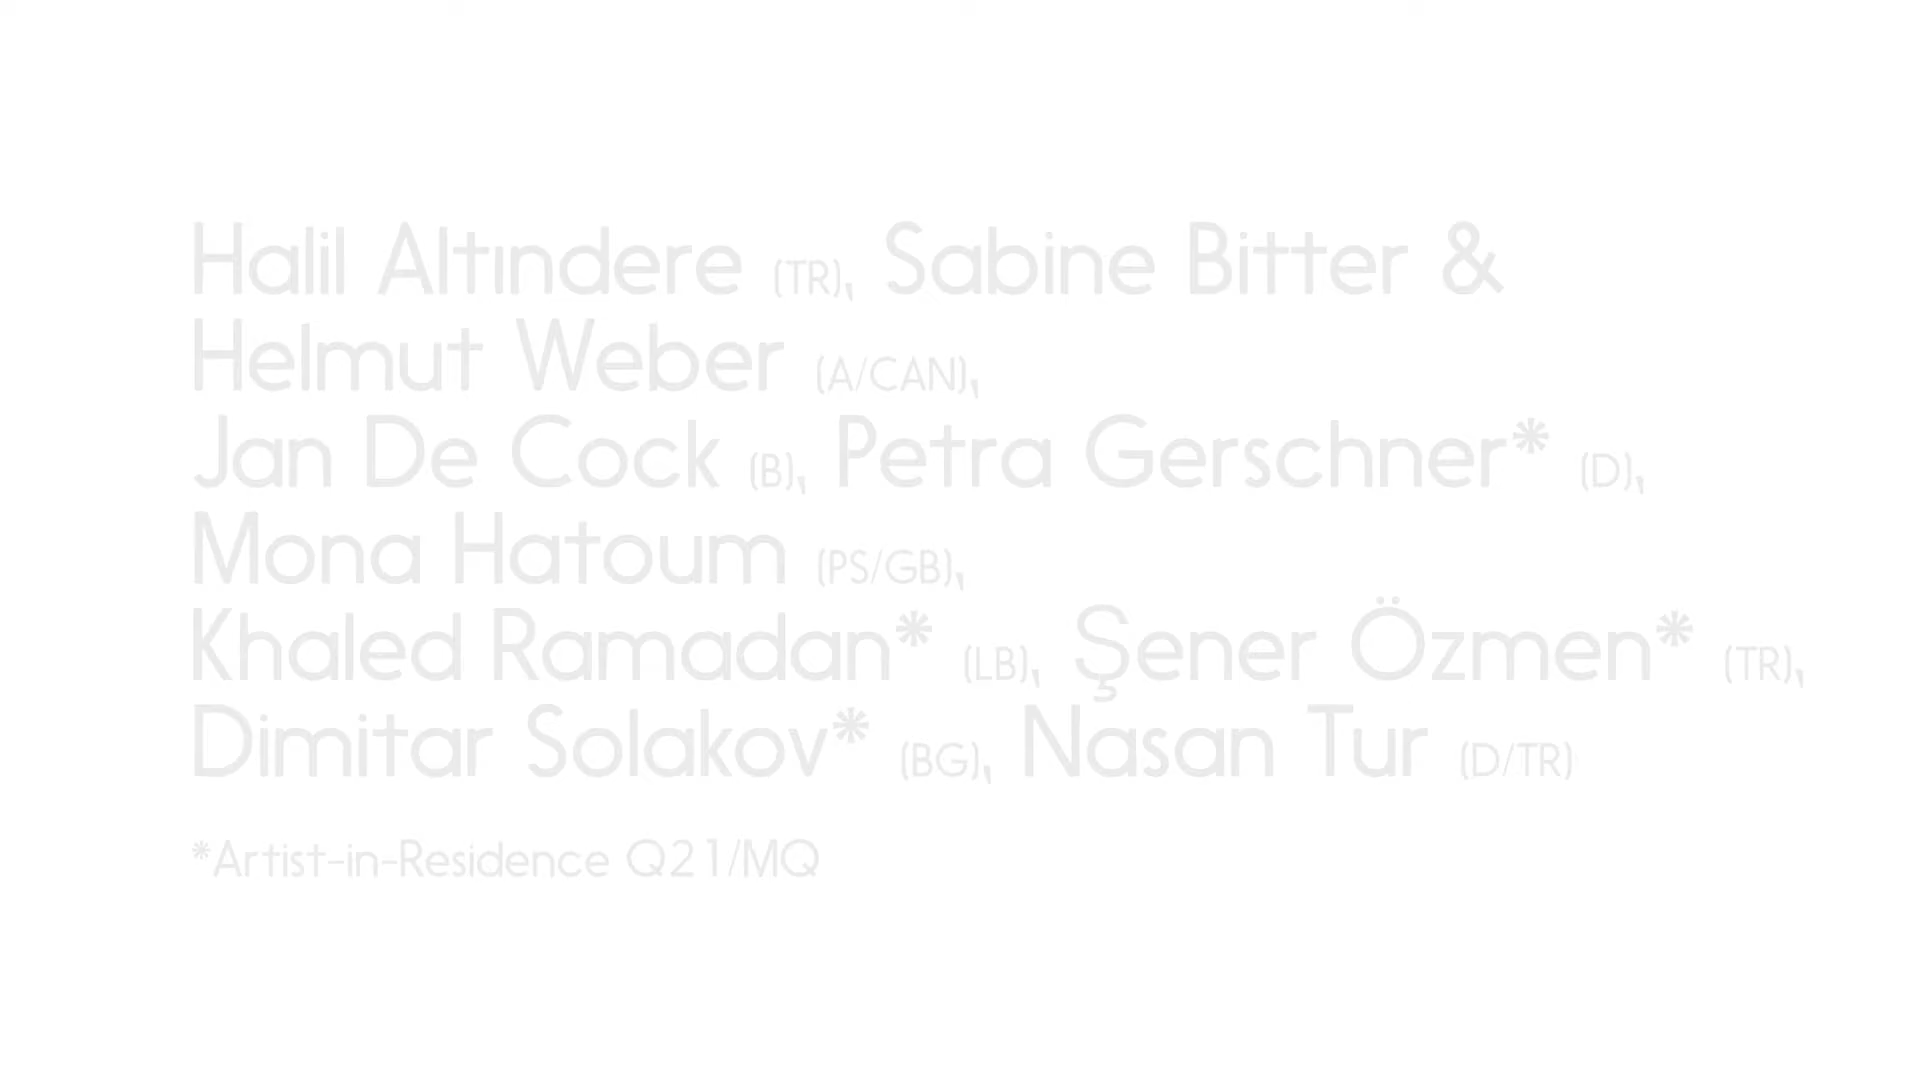 Halil Altındere (TR), Sabine Bitter &
Helmut Weber (A/CAN),
Jan De Cock (B), Petra Gerschner* (D),
Mona Hatoum (PS/GB),
Khaled Ramadan* (LB), Şener Özmen* (TR),
Dimitar Solakov* (BG), Nasan Tur (D/TR)
*Artist-in-Residence Q21/MQ